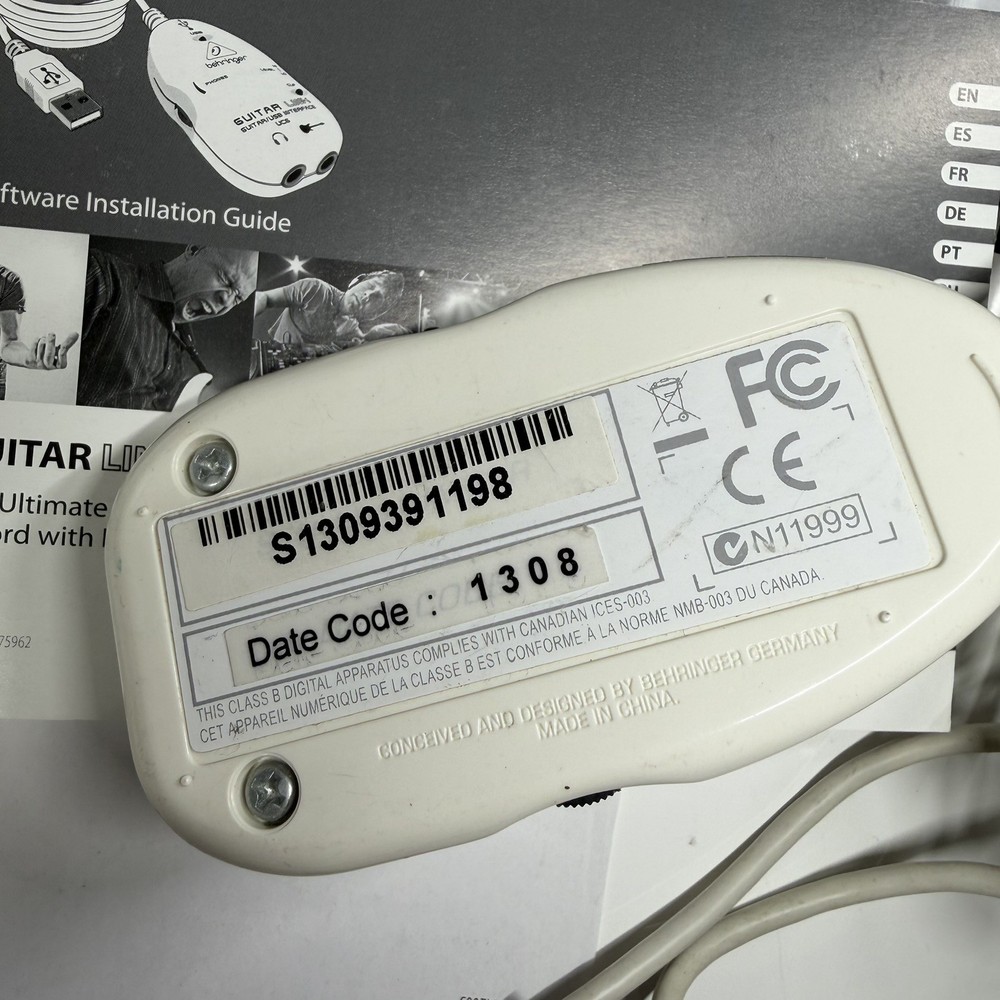 USB
behringer
PHONES
GUITAR LINK
GUITAR/USB INTERFACE
UCG
ftware Installation Guide
EN
ES
FR
DE
PT
UITAR LI
Ultimate
ord with
75962
S1309391198
Date Code : 1308
FC
CE
N11999
THIS CLASS B DIGITAL APPARATUS COMPLIES WITH CANADIAN ICES-003
CET APPAREIL NUMÉRIQUE DE LA CLASSE B EST CONFORME À LA NORME NMB-003 DU CANADA.
CONCEIVED AND DESIGNED BY BEHRINGER GERMANY
MADE IN CHINA.